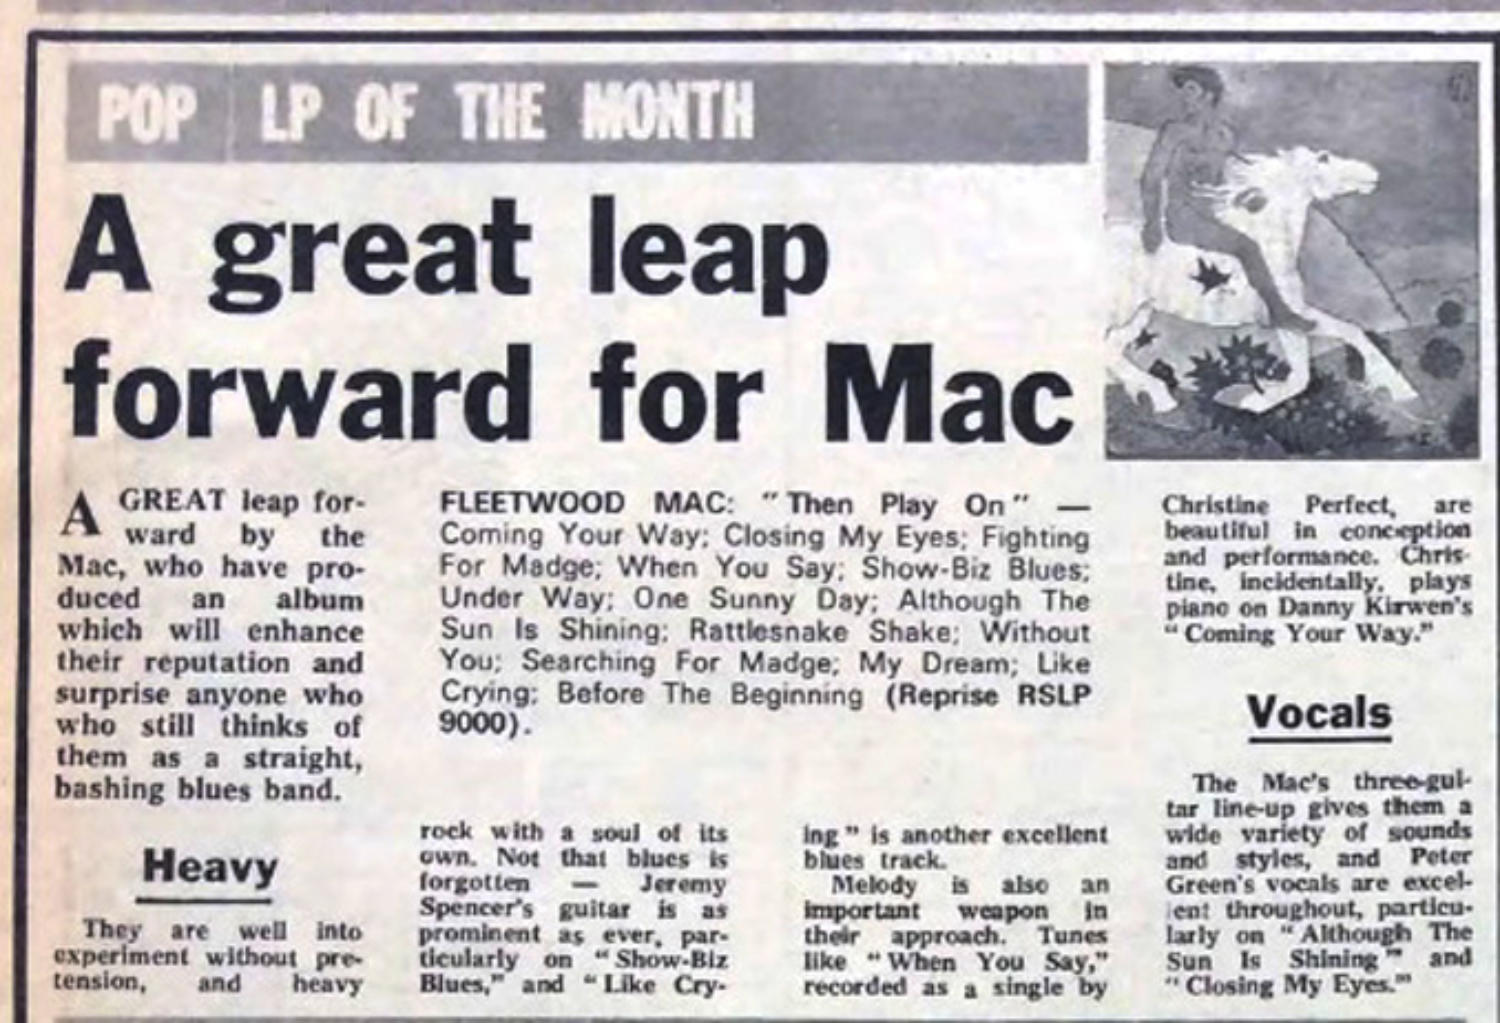 POP LP OF THE MONTH
A great leap
forward for Mac
A GREAT leap for-
ward by the
Mac, who have pro-
duced an album
which will enhance
their reputation and
surprise anyone who
who still thinks of
them as a straight,
bashing blues band.
Heavy
They are well into
experiment without pre-
tension, and heavy
FLEETWOOD MAC: "Then Play On" —
Coming Your Way; Closing My Eyes; Fighting
For Madge; When You Say; Show-Biz Blues;
Under Way; One Sunny Day; Although The
Sun Is Shining; Rattlesnake Shake; Without
You; Searching For Madge; My Dream; Like
Crying; Before The Beginning (Reprise RSLP
9000).
rock with a soul of its
own. Not that blues is
forgotten — Jeremy
Spencer's guitar is as
prominent as ever, par-
ticularly on "Show-Biz
Blues," and "Like Cry-
ing" is another excellent
blues track.
Melody is also an
important weapon in
their approach. Tunes
like "When You Say,"
recorded as a single by
Christine Perfect, are
beautiful in conception
and performance. Chris-
tine, incidentally, plays
piano on Danny Kirwen's
"Coming Your Way."
Vocals
The Mac's three-gui-
tar line-up gives them a
wide variety of sounds
and styles, and Peter
Green's vocals are excel-
lent throughout, particu-
larly on "Although The
Sun Is Shining" and
"Closing My Eyes."